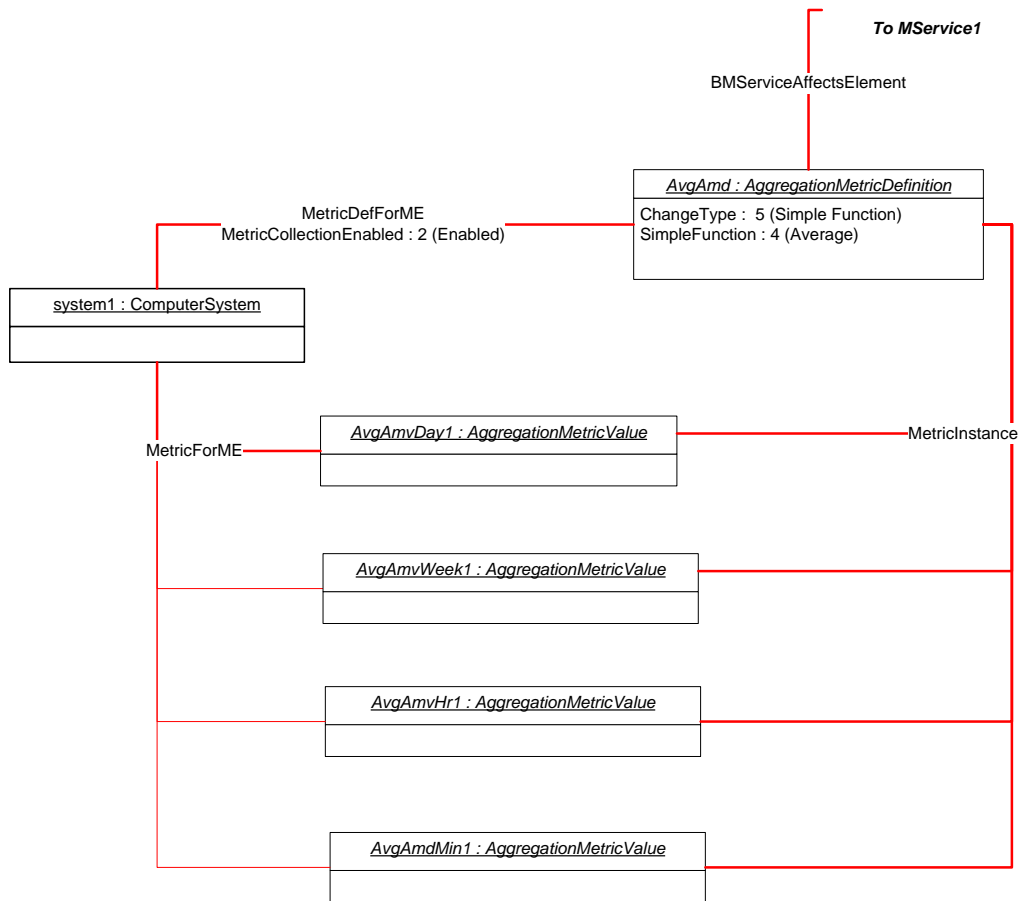 To MService1
BMServiceAffectsElement
AvgAmd : AggregationMetricDefinition
ChangeType :  5 (Simple Function)
SimpleFunction : 4 (Average)
MetricDefForME
MetricCollectionEnabled : 2 (Enabled)
system1 : ComputerSystem
AvgAmvDay1 : AggregationMetricValue
MetricInstance
MetricForME
AvgAmvWeek1 : AggregationMetricValue
AvgAmvHr1 : AggregationMetricValue
AvgAmdMin1 : AggregationMetricValue